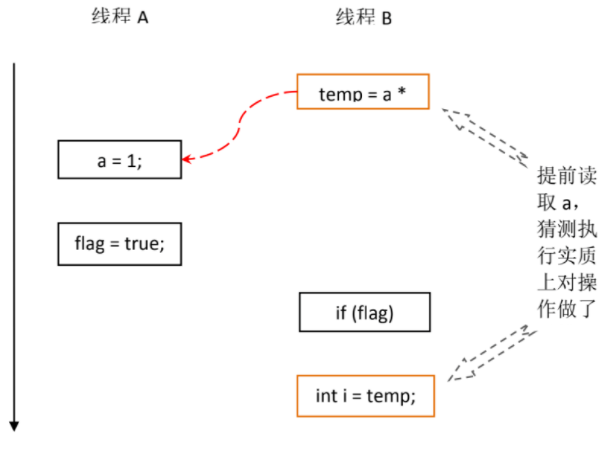 线程 A
线程 B
temp = a *
a = 1;
flag = true;
if (flag)
int i = temp;
提前读
取 a，
猜测执
行实质
上对操
作做了